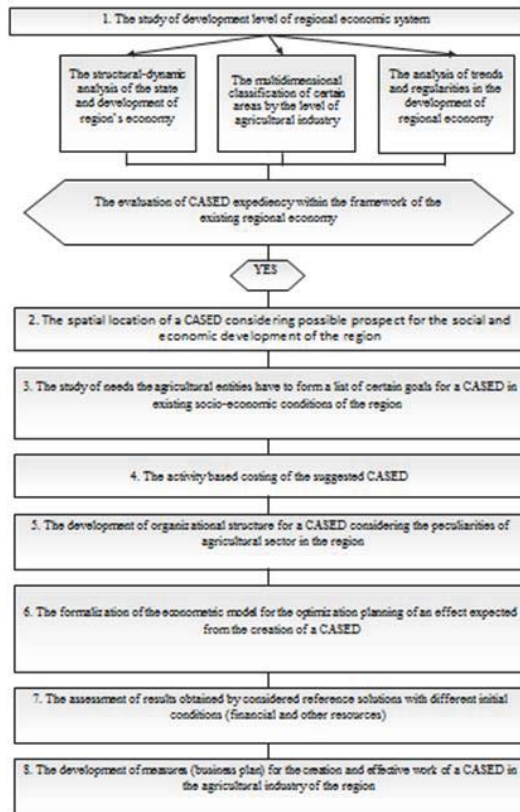 1. The study of development level of regional economic system
The structural-dynamic
analysis of the state
and development of
region's economy
The multidimensional
classification of certain
areas by the level of
agricultural industry
The analysis of trends
and regularities in the
development of
regional economy
The evaluation of CASED expediency within the framework of the
existing regional economy
YES
2. The spatial location of a CASED considering possible prospect for the social and
economic development of the region
3. The study of needs the agricultural entities have to form a list of certain goals for a CASED in
existing socio-economic conditions of the region
4. The activity based costing of the suggested CASED
5. The development of organizational structure for a CASED considering the peculiarities of
agricultural sector in the region
6. The formalization of the econometric model for the optimization planning of an effect expected
from the creation of a CASED
7. The assessment of results obtained by considered reference solutions with different initial
conditions (financial and other resources)
8. The development of measures (business plan) for the creation and effective work of a CASED in
the agricultural industry of the region